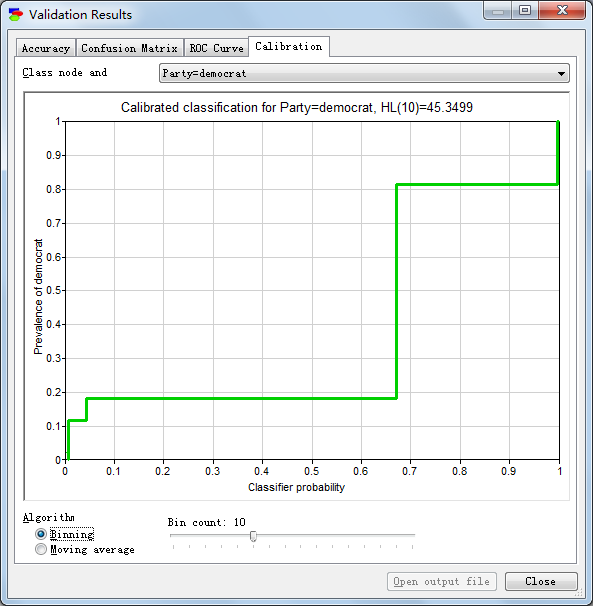 Validation Results
Accuracy Confusion Matrix ROC Curve Calibration
Class node and Party=democrat
Calibrated classification for Party=democrat, HL(10)=45.3499
Prevalence of democrat
1
0.9
0.8
0.7
0.6
0.5
0.4
0.3
0.2
0.1
0
0 0.1 0.2 0.3 0.4 0.5 0.6 0.7 0.8 0.9 1
Classifier probability
Algorithm
Binning
Moving average
Bin count: 10
Open output file Close